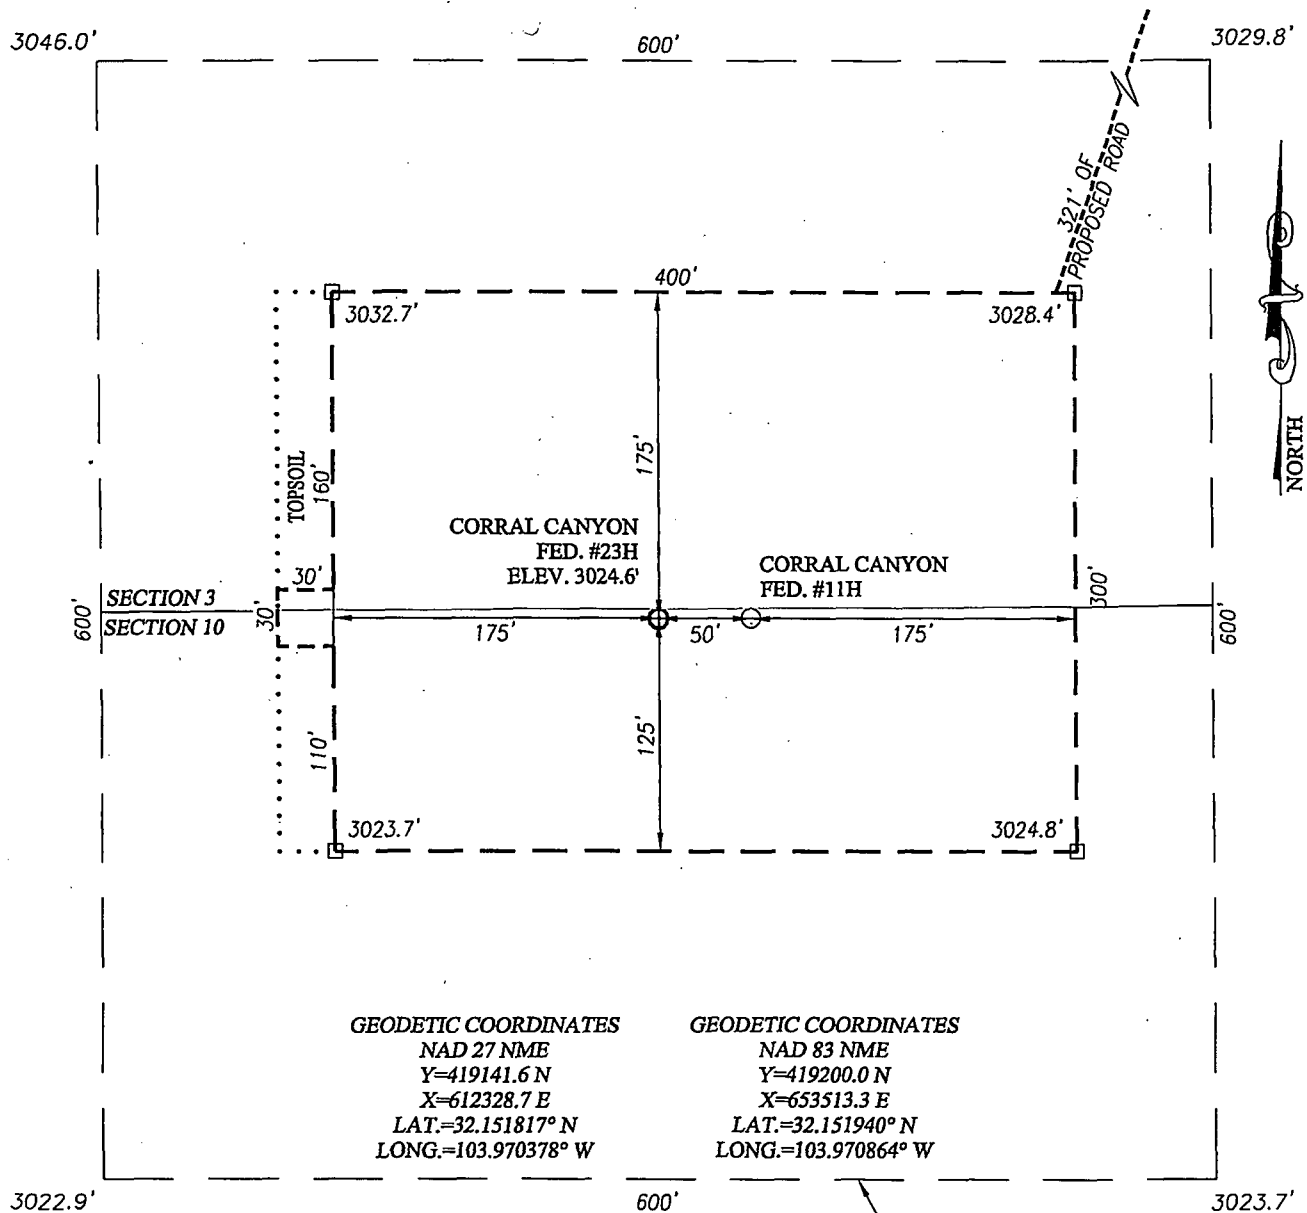 3046.0'
600'
3029.8'
321' OF
PROPOSED ROAD
400'
3032.7'
3028.4'
175'
TOPSOIL
160'
NORTH
CORRAL CANYON
FED. #23H
ELEV. 3024.6'
CORRAL CANYON
FED. #11H
30'
300'
SECTION 3
600'
30'
SECTION 10
175'
50'
175'
600'
125'
110'
3023.7'
3024.8'
GEODETIC COORDINATES
NAD 27 NME
Y=419141.6 N
X=612328.7 E
LAT.=32.151817° N
LONG.=103.970378° W
GEODETIC COORDINATES
NAD 83 NME
Y=419200.0 N
X=653513.3 E
LAT.=32.151940° N
LONG.=103.970864° W
3022.9'
600'
3023.7'